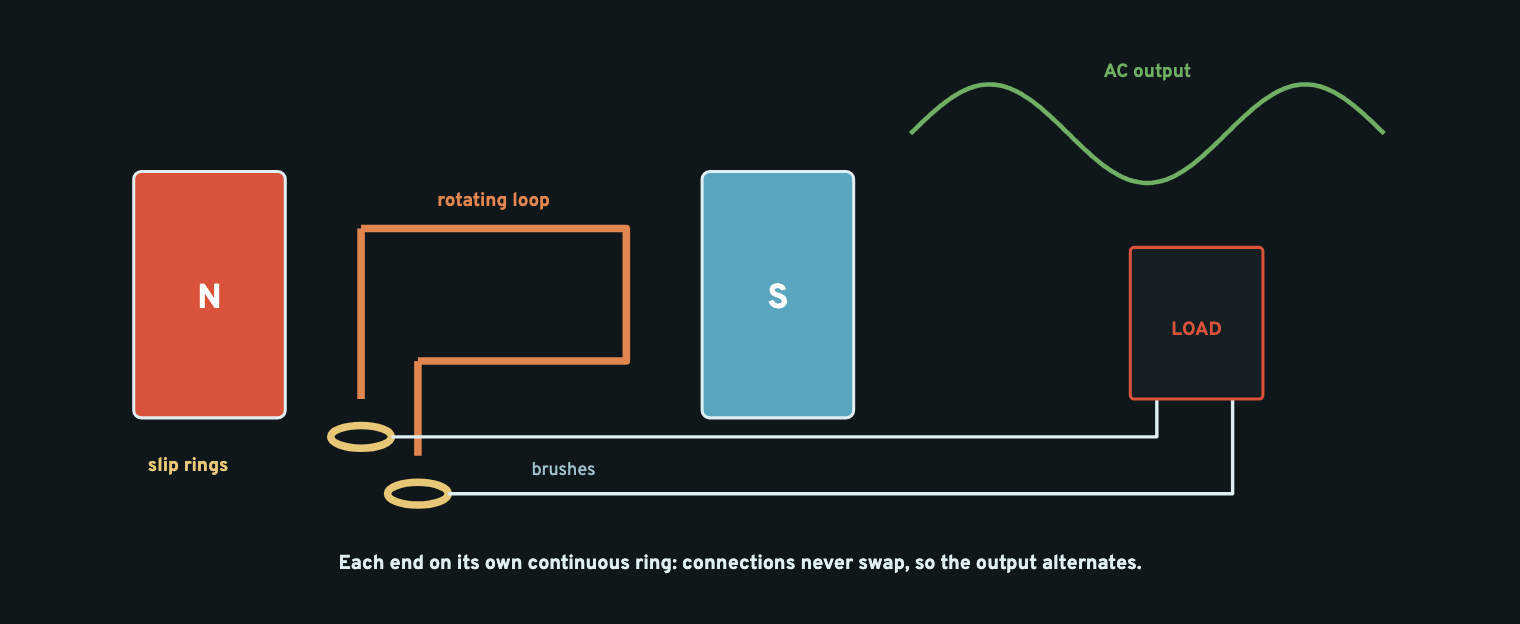 AC output
rotating loop
N
S
LOAD
slip rings
brushes
Each end on its own continuous ring: connections never swap, so the output alternates.